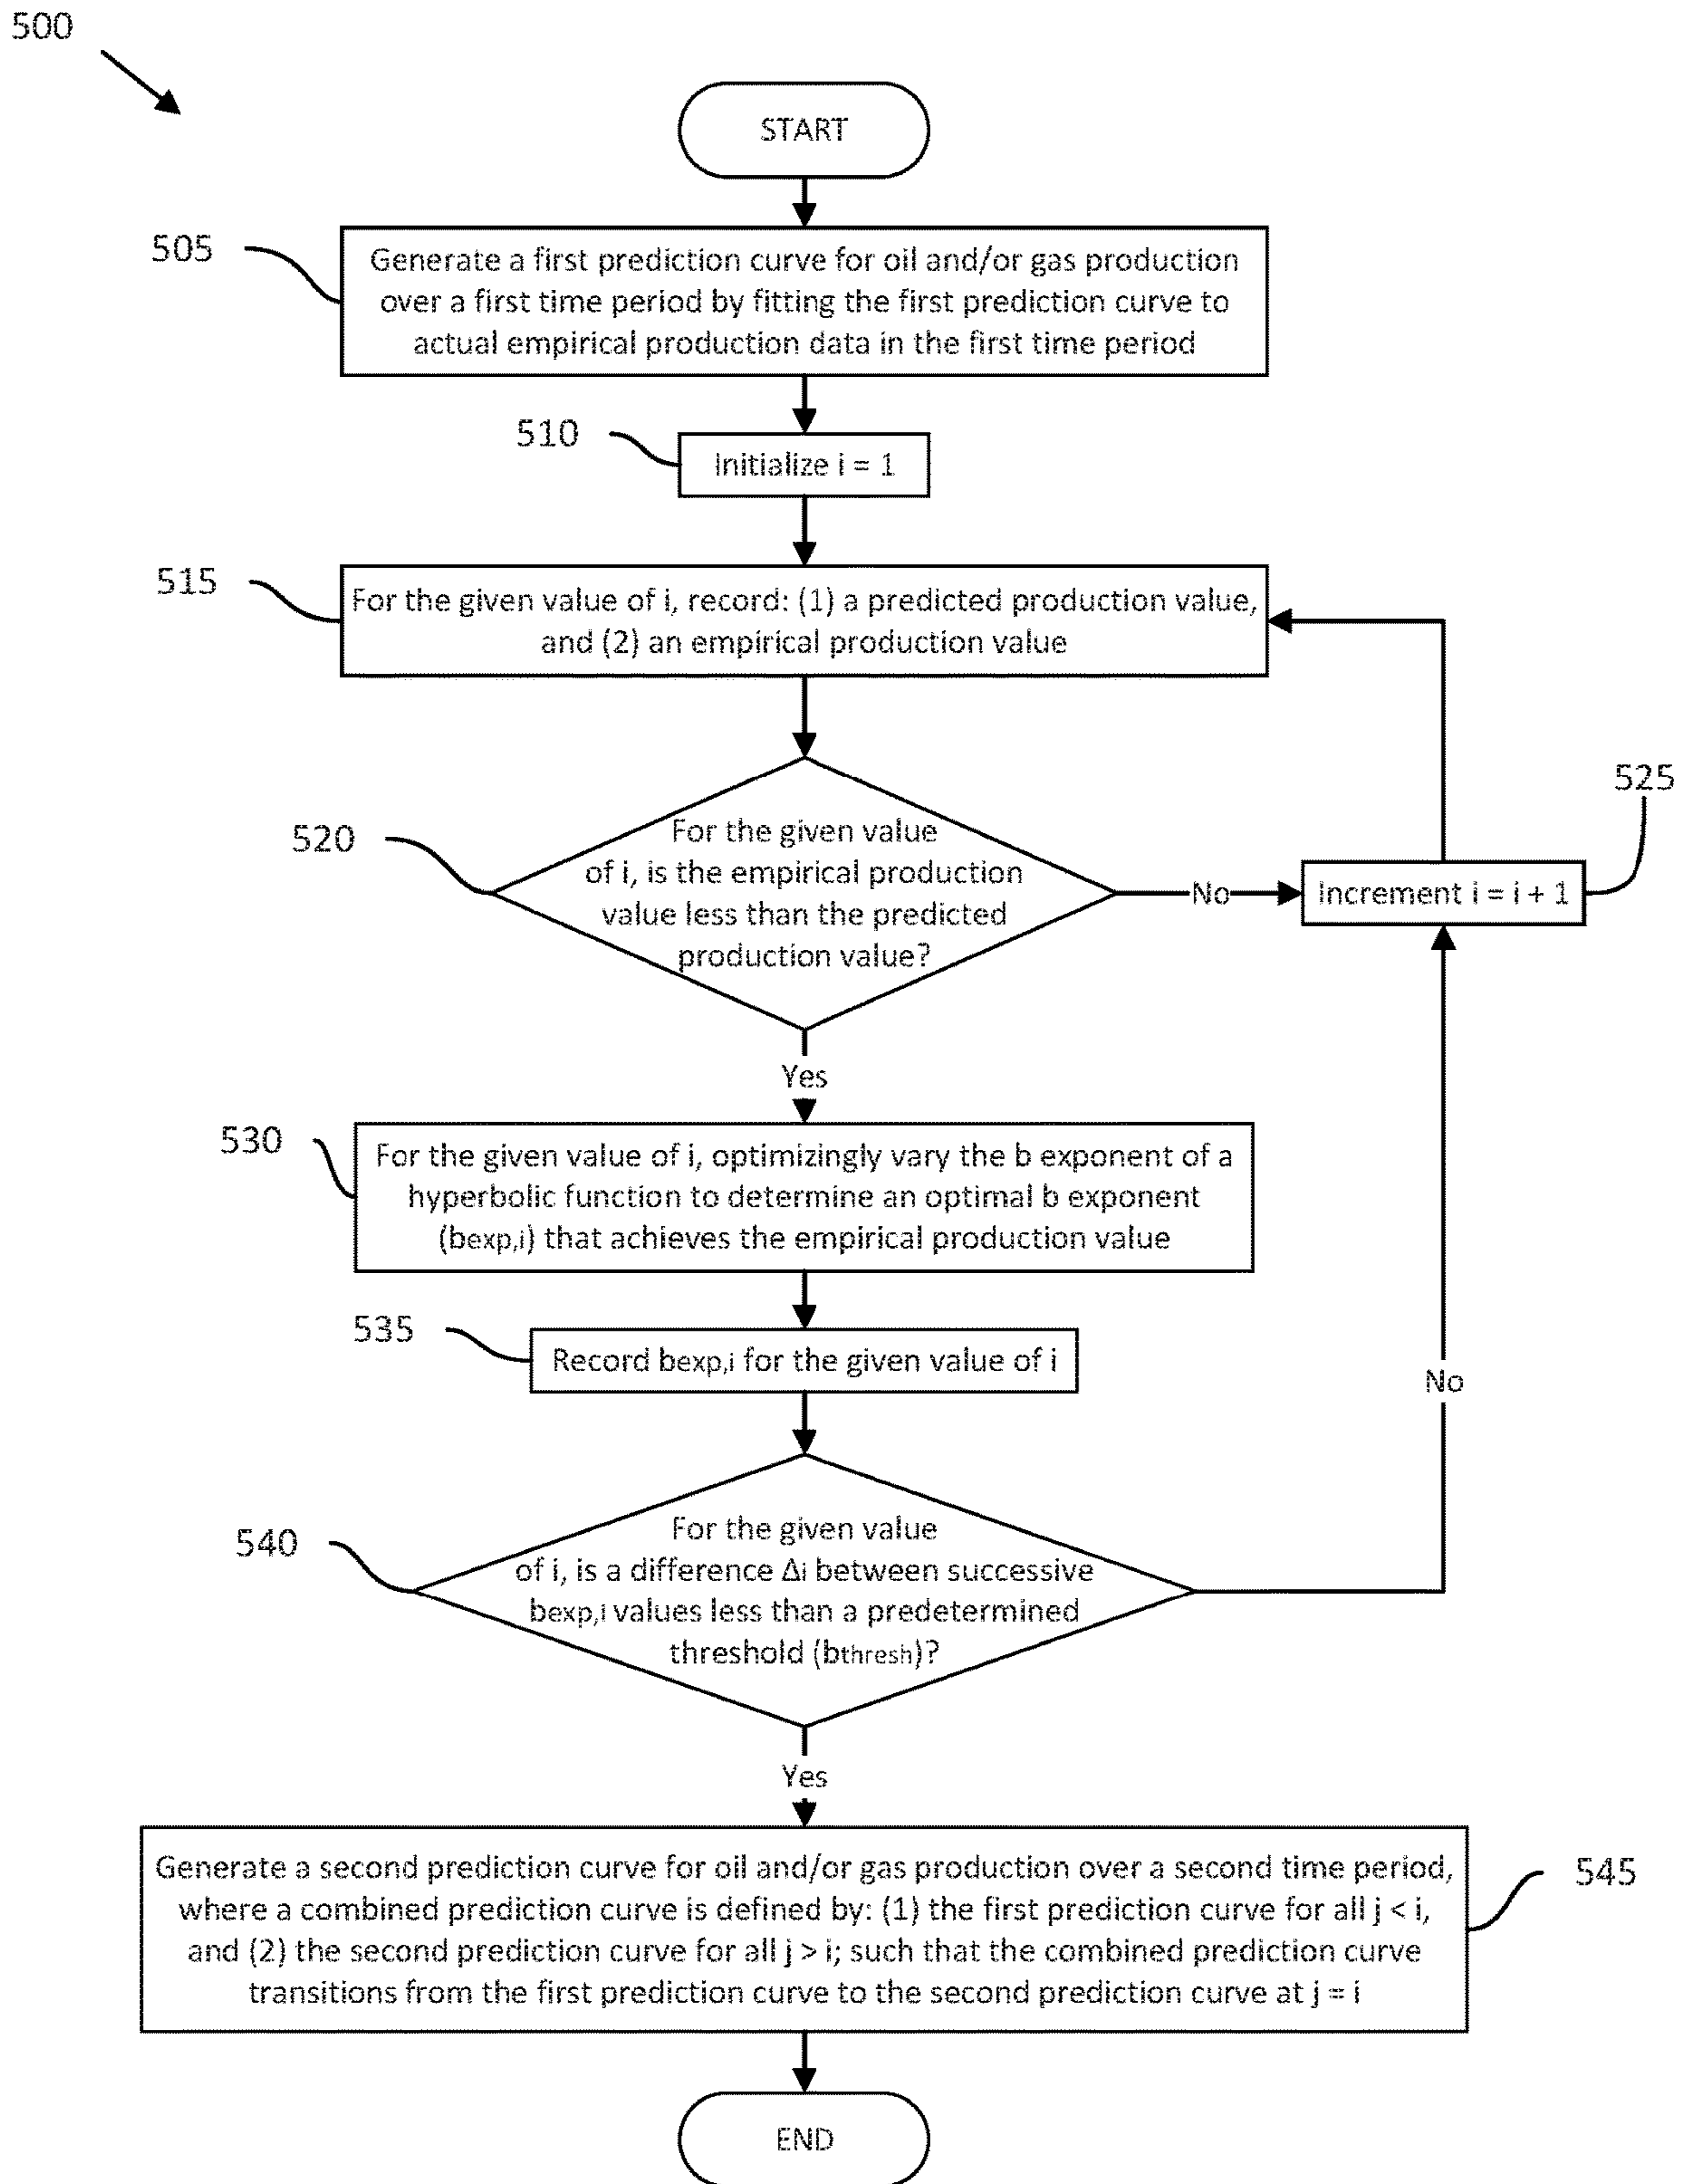 500
START
505
Generate a first prediction curve for oil and/or gas production
over a first time period by fitting the first prediction curve to
actual empirical production data in the first time period
510
Initialize i = 1
515
For the given value of i, record: (1) a predicted production value,
and (2) an empirical production value
525
520
For the given value
of i, is the empirical production
value less than the predicted
production value?
No
Increment i = i + 1
Yes
530
For the given value of i, optimizingly vary the b exponent of a
hyperbolic function to determine an optimal b exponent
(bexp,i) that achieves the empirical production value
535
Record bexp,i for the given value of i
No
540
For the given value
of i, is a difference Δi between successive
bexp,i values less than a predetermined
threshold (bthresh)?
Yes
545
Generate a second prediction curve for oil and/or gas production over a second time period,
where a combined prediction curve is defined by: (1) the first prediction curve for all j < i,
and (2) the second prediction curve for all j > i; such that the combined prediction curve
transitions from the first prediction curve to the second prediction curve at j = i
END